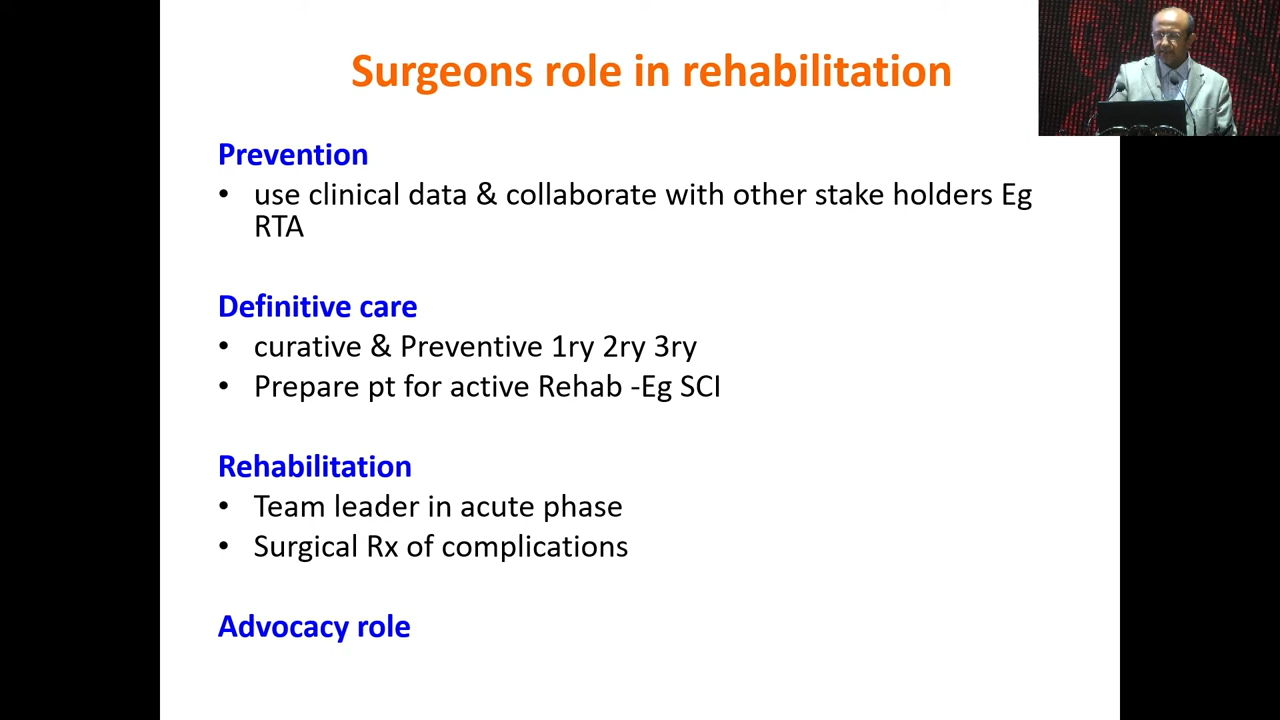 Surgeons role in rehabilitation
Prevention
• use clinical data & collaborate with other stake holders Eg
RTA
Definitive care
• curative & Preventive 1ry 2ry 3ry
• Prepare pt for active Rehab -Eg SCI
Rehabilitation
• Team leader in acute phase
• Surgical Rx of complications
Advocacy role